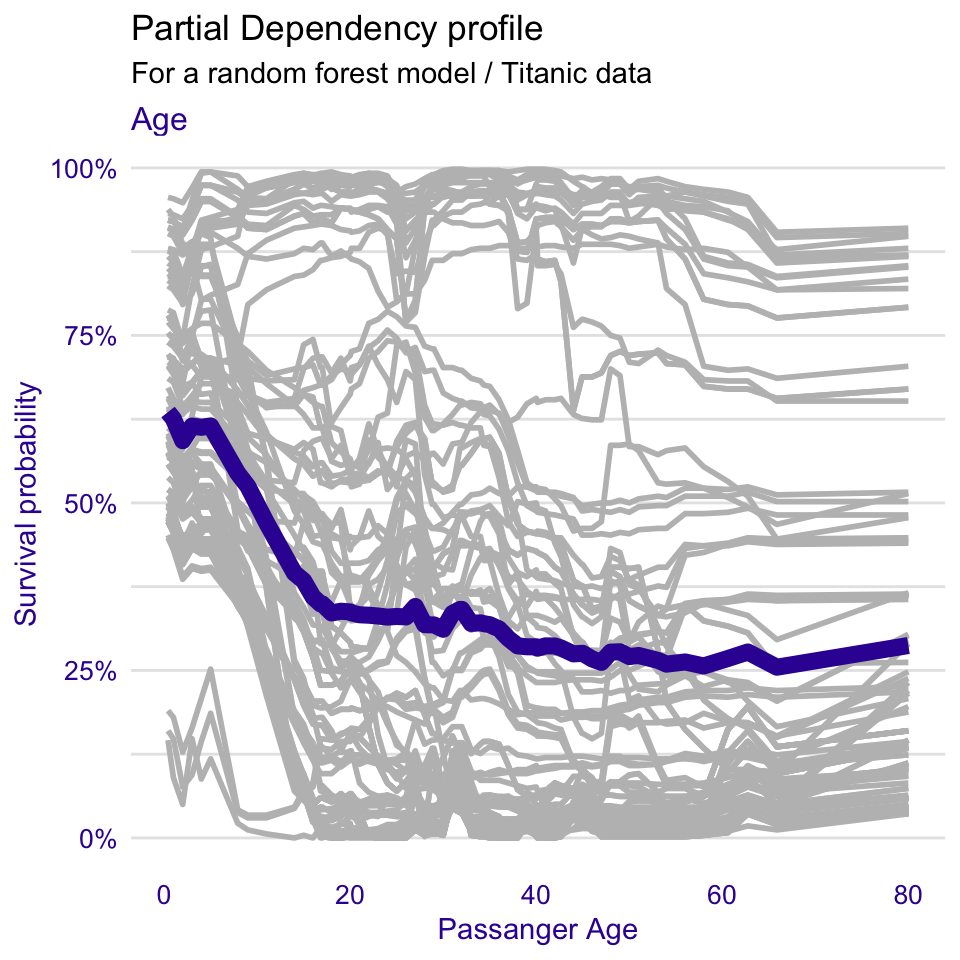 Partial Dependency profile
For a random forest model / Titanic data
Age
100%
75%
50%
25%
0%
Survival probability
0 20 40 60 80
Passanger Age